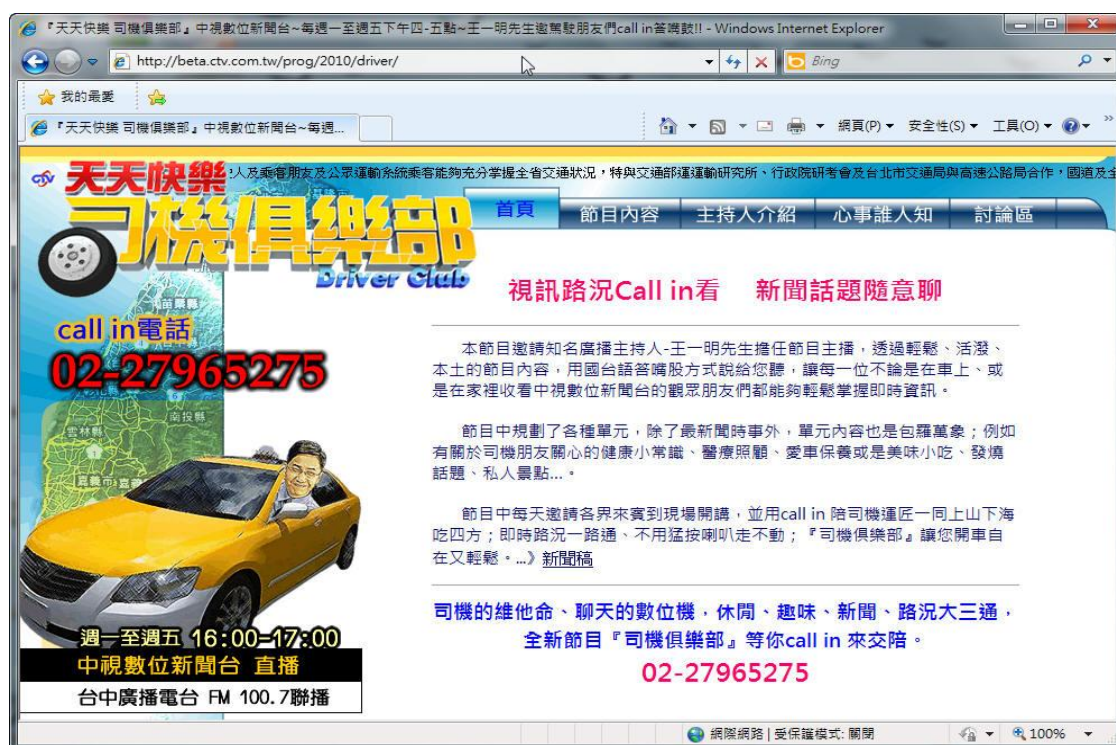 『天天快樂 司機俱樂部』中視數位新聞台~每週一至週五下午四-五點~王一明先生邀駕駛朋友們call in答嘴鼓!! - Windows Internet Explorer
http://beta.ctv.com.tw/prog/2010/driver/
Bing
我的最愛
『天天快樂 司機俱樂部』中視數位新聞台~每週...
網頁(P) 安全性(S) 工具(O)
人及乘客朋友及公眾運輸系統乘客能夠充分掌握全省交通狀況，特與交通部運運輸研究所、行政院研考會及台北市交通局與高速公路局合作，國道及全
CTV
天天快樂
司機俱樂部
Driver Club
首頁 節目內容 主持人介紹 心事誰人知 討論區
視訊路況Call in看 新聞話題隨意聊
本節目邀請知名廣播主持人-王一明先生擔任節目主播，透過輕鬆、活潑、
本土的節目內容，用國台語答嘴股方式說給您聽，讓每一位不論是在車上、或
是在家裡收看中視數位新聞台的觀眾朋友們都能夠輕鬆掌握即時資訊。
節目中規劃了各種單元，除了最新聞時事外，單元內容也是包羅萬象；例如
有關於司機朋友關心的健康小常識、醫療照顧、愛車保養或是美味小吃、發燒
話題、私人景點...。
節目中每天邀請各界來賓到現場開講，並用call in 陪司機運匠一同上山下海
吃四方；即時路況一路通、不用猛按喇叭走不動；『司機俱樂部』讓您開車自
在又輕鬆。...》新聞稿
司機的維他命、聊天的數位機，休閒、趣味、新聞、路況大三通，
全新節目『司機俱樂部』等你call in 來交陪。
02-27965275
苗栗縣
call in電話
02-27965275
南投縣
雲林縣
嘉義市
週一至週五 16:00-17:00
中視數位新聞台 直播
台中廣播電台 FM 100.7聯播
網際網路 | 受保護模式: 關閉
100%